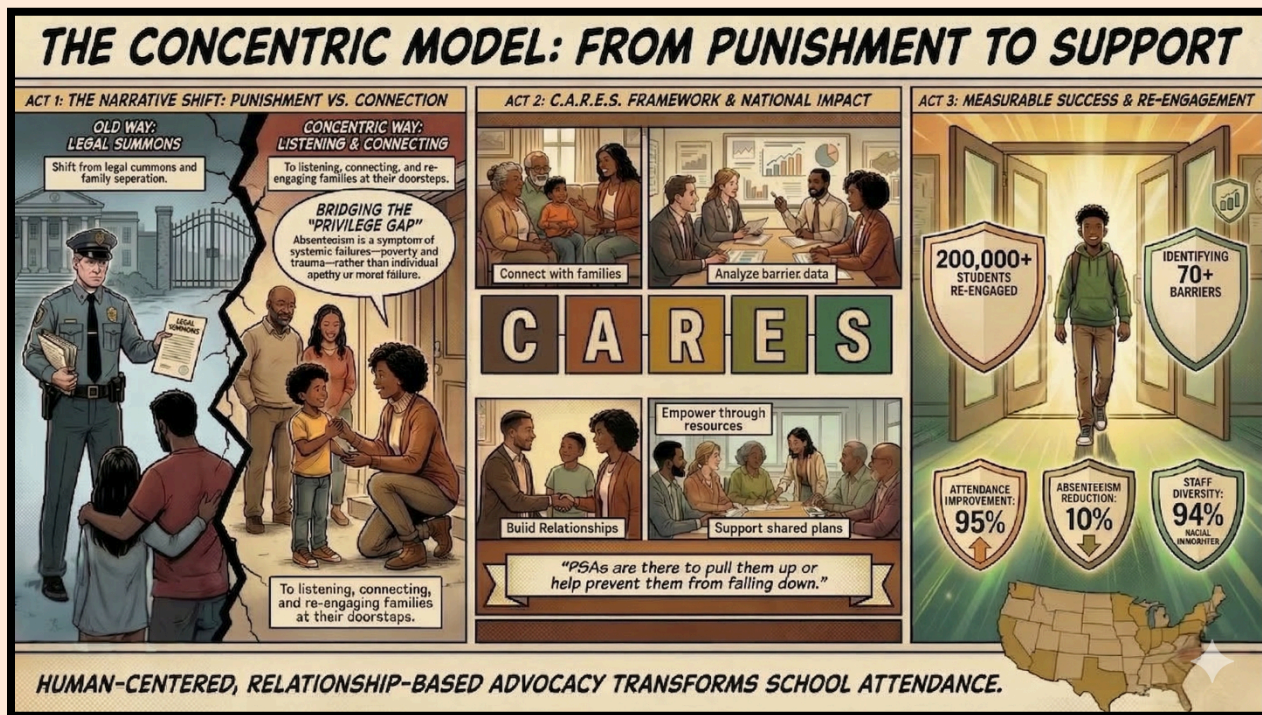 THE CONCENTRIC MODEL: FROM PUNISHMENT TO SUPPORT
ACT 1: THE NARRATIVE SHIFT: PUNISHMENT VS. CONNECTION
OLD WAY:
LEGAL SUMMONS
Shift from legal cummons and
family seperation.
LEGAL
SUMMONS
CONCENTRIC WAY:
LISTENING & CONNECTING
To listening, connecting, and re-
engaging families at their doorsteps.
BRIDGING THE
"PRIVILEGE GAP"
Absenteeism is a symptom of
systemic failures—poverty and
trauma—rather than individual
apethy ur moral failure.
To listening, connecting,
and re-engaging families
at their doorstaps.
ACT 2: C.A.R.E.S. FRAMEWORK & NATIONAL IMPACT
Connect with families
Analyze barrier. data
C A R E S
Build Relationships
Empower through
resources
Support shared plans
"PSAs are there to pull them up or
help prevent them from falling down."
ACT 3: MEASURABLE SUCCESS & RE-ENGAGEMENT
200,000+
STUDENTS
RE-ENGAGED
IDENTIFYING
70+
BARRIERS
ATTENDANCE
IMPROVEMENT:
95%
ABSENTEEISM
REDUCTION:
10%
STAFF
DIVERSITY:
94%
HUMAN-CENTERED, RELATIONSHIP-BASED ADVOCACY TRANSFORMS SCHOOL ATTENDANCE.